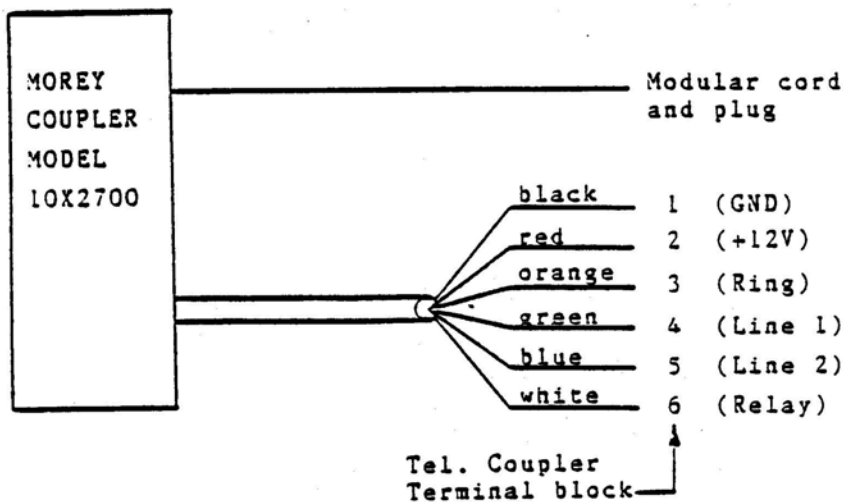 MOREY
COUPLER
MODEL
10X2700
Modular cord
and plug
black 1 (GND)
red 2 (+12V)
orange 3 (Ring)
green 4 (Line 1)
blue 5 (Line 2)
white 6 (Relay)
Tel. Coupler
Terminal block